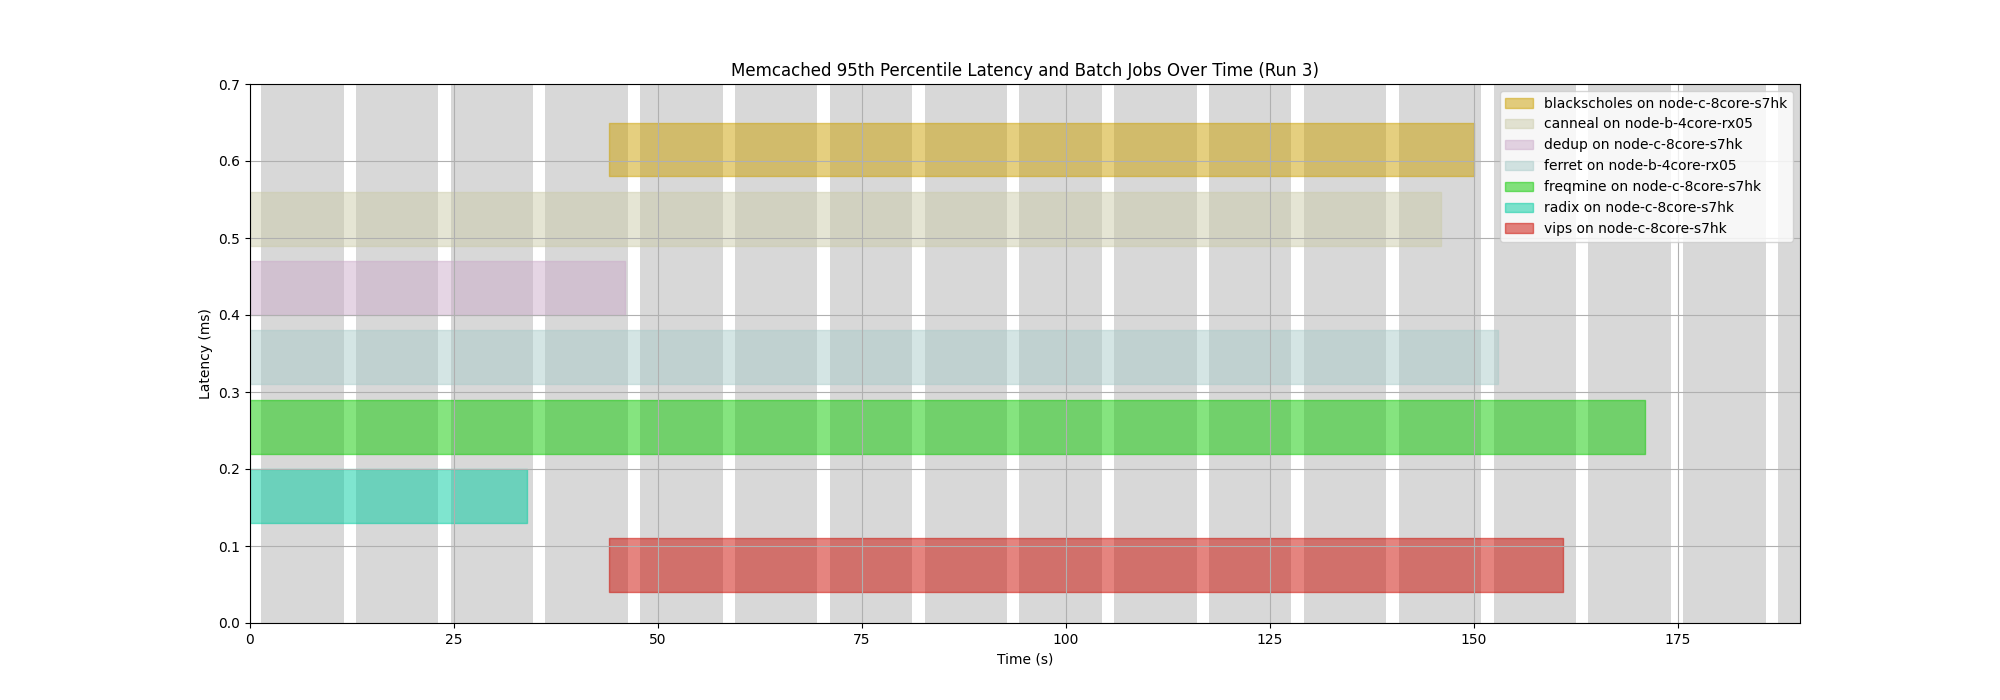 Memcached 95th Percentile Latency and Batch Jobs Over Time (Run 3)
0.7
0.6
0.5
0.4
0.3
0.2
0.1
0.0
Latency (ms)
blackscholes on node-c-8core-s7hk
canneal on node-b-4core-rx05
dedup on node-c-8core-s7hk
ferret on node-b-4core-rx05
freqmine on node-c-8core-s7hk
radix on node-c-8core-s7hk
vips on node-c-8core-s7hk
0 25 50 75 100 125 150 175
Time (s)